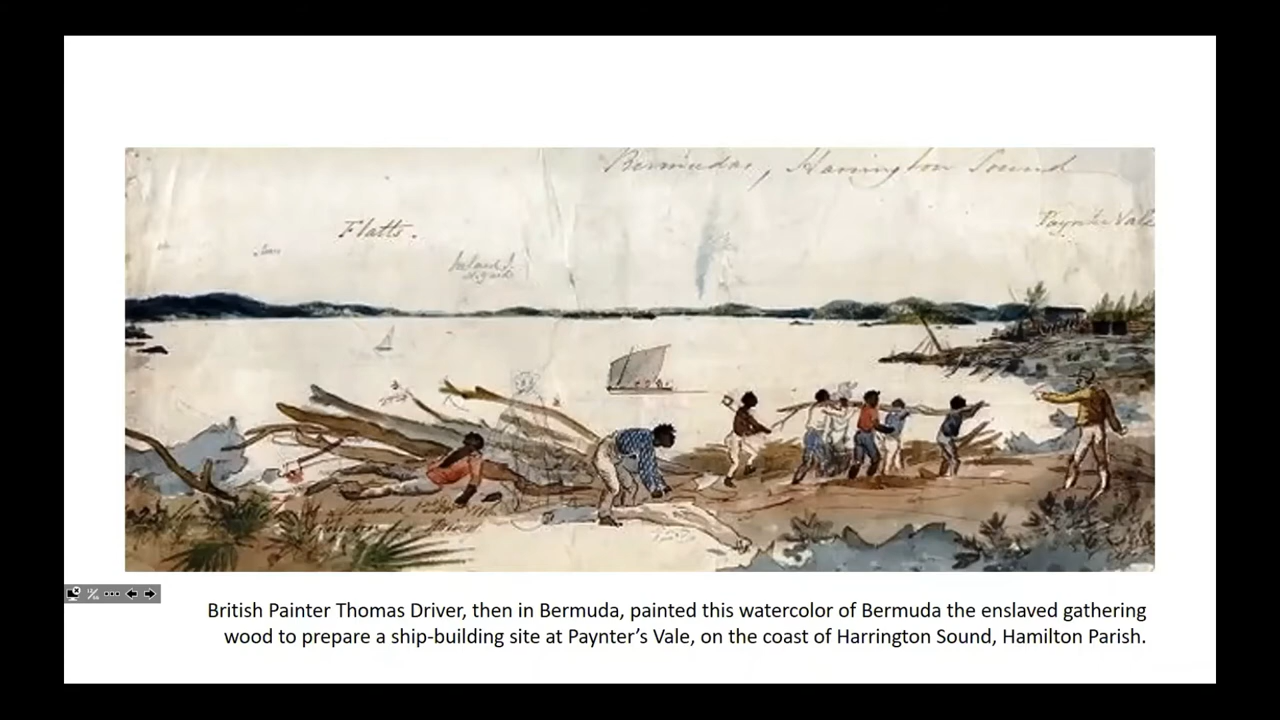 Bermudas, Harrington Sound
Paynters Vale
Flatts.
British Painter Thomas Driver, then in Bermuda, painted this watercolor of Bermuda the enslaved gathering
wood to prepare a ship-building site at Paynter’s Vale, on the coast of Harrington Sound, Hamilton Parish.